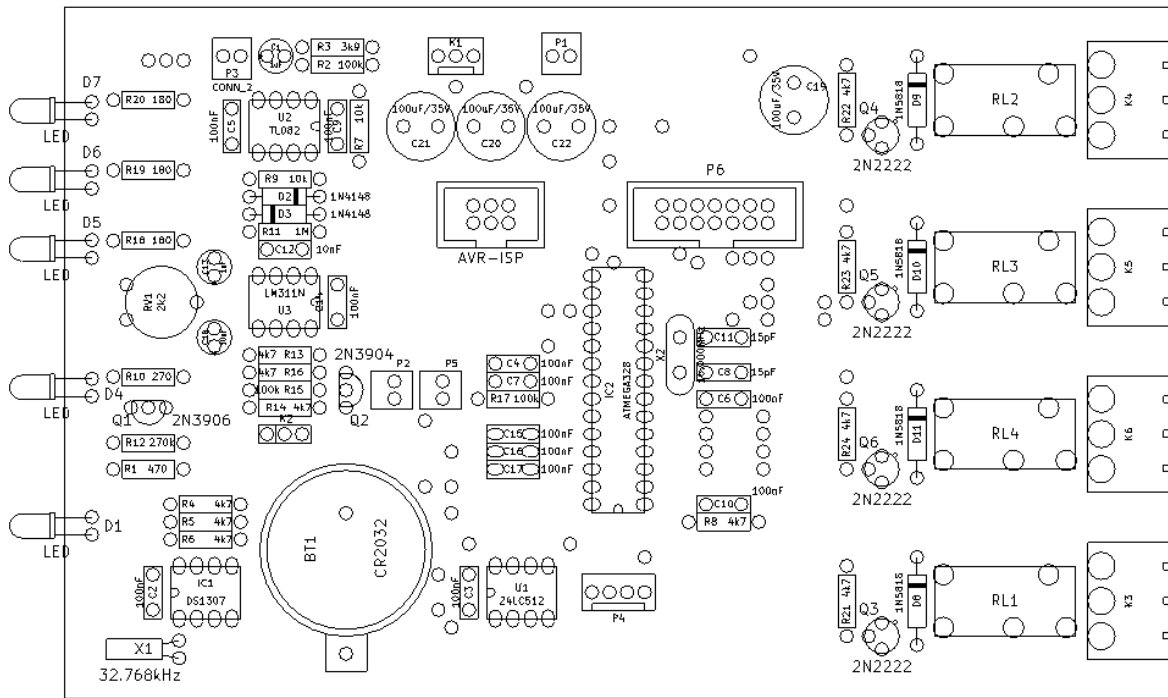 D7
R20 180
LED
D6
R19 180
LED
D5
R18 180
LED
RV1
2k2
R10 270
D4
LED
Q1
2N3906
R12 270k
R1 470
D1
LED
R4 4k7
R5 4k7
R6 4k7
100nF
C2
IC1
DS1307
X1
32.768kHz
P3
CONN_2
C1
1uF
R3 3k9
R2 100k
100nF
C5
U2
TL082
100nF
C9
R7 10k
R9 10k
D2
1N4148
D3
1N4148
R11 1M
C12
10nF
LM311N
U3
C14
100nF
4k7 R13
4k7 R16
100k R15
R14 4k7
K2
2N3904
Q2
P2
P5
BT1
CR2032
K1
P1
100uF/35V
C21
100uF/35V
C20
100uF/35V
C22
AVR-ISP
P6
C4
100nF
C7
100nF
R17 100k
C15
100nF
C16
100nF
C17
100nF
IC2
ATMEGA328
X2
C11
15pF
C8
15pF
C6
100nF
100nF
C10
R8 4k7
100nF
C3
U1
24LC512
P4
100uF/35V
C19
R22 4k7
Q4
2N2222
1N5818
D9
RL2
K4
R23 4k7
Q5
2N2222
1N5818
D10
RL3
K5
R24 4k7
Q6
2N2222
1N5818
D11
RL4
K6
R21 4k7
Q3
2N2222
1N5818
D8
RL1
K3